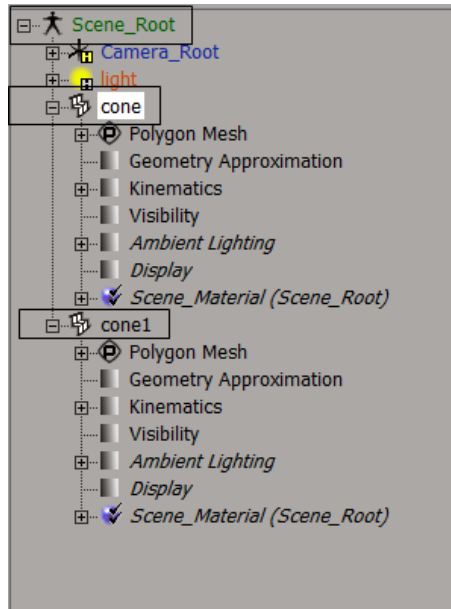 Scene_Root
Camera_Root
light
cone
Polygon Mesh
Geometry Approximation
Kinematics
Visibility
Ambient Lighting
Display
Scene_Material (Scene_Root)
cone1
Polygon Mesh
Geometry Approximation
Kinematics
Visibility
Ambient Lighting
Display
Scene_Material (Scene_Root)